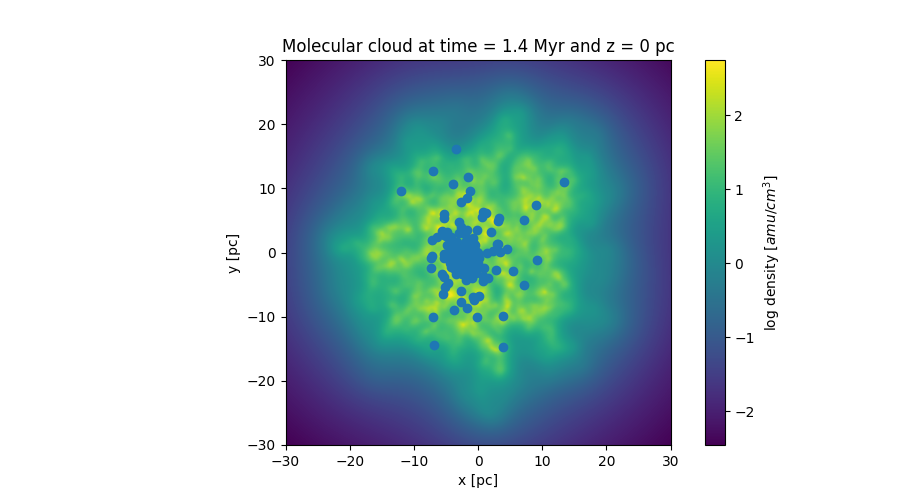 Molecular cloud at time = 1.4 Myr and z = 0 pc
30
20
10
0
−10
−20
−30
y [pc]
−30 −20 −10 0 10 20 30
x [pc]
2
1
0
−1
−2
log density [amu/cm³]